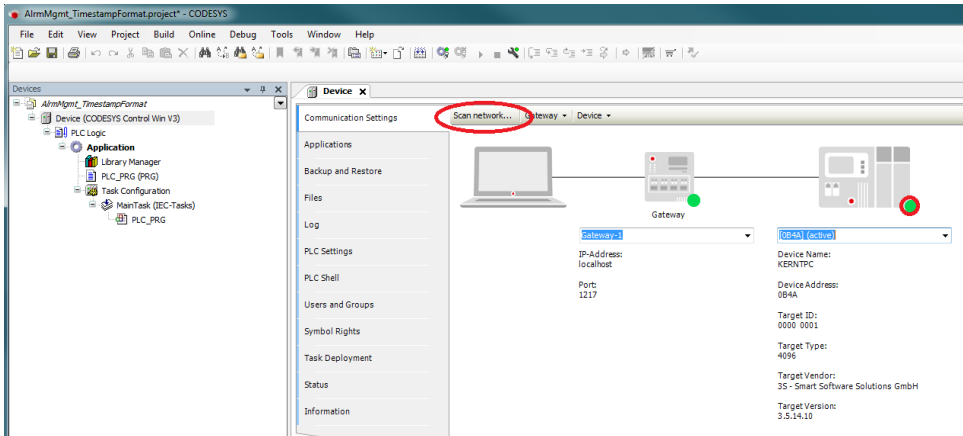 AlrmMgmt_TimestampFormat.project* - CODESYS
File Edit View Project Build Online Debug Tools Window Help
Devices
AlrmMgmt_TimestampFormat
Device (CODESYS Control Win V3)
PLC Logic
Application
Library Manager
PLC_PRG (PRG)
Task Configuration
MainTask (IEC-Tasks)
PLC_PRG
Device
Communication Settings
Applications
Backup and Restore
Files
Log
PLC Settings
PLC Shell
Users and Groups
Symbol Rights
Task Deployment
Status
Information
Scan network... Gateway Device
Gateway
Gateway-1
IP-Address:
localhost
Port:
1217
[0B4A] (active)
Device Name:
KERNTPC
Device Address:
0B4A
Target ID:
0000 0001
Target Type:
4096
Target Vendor:
3S - Smart Software Solutions GmbH
Target Version:
3.5.14.10